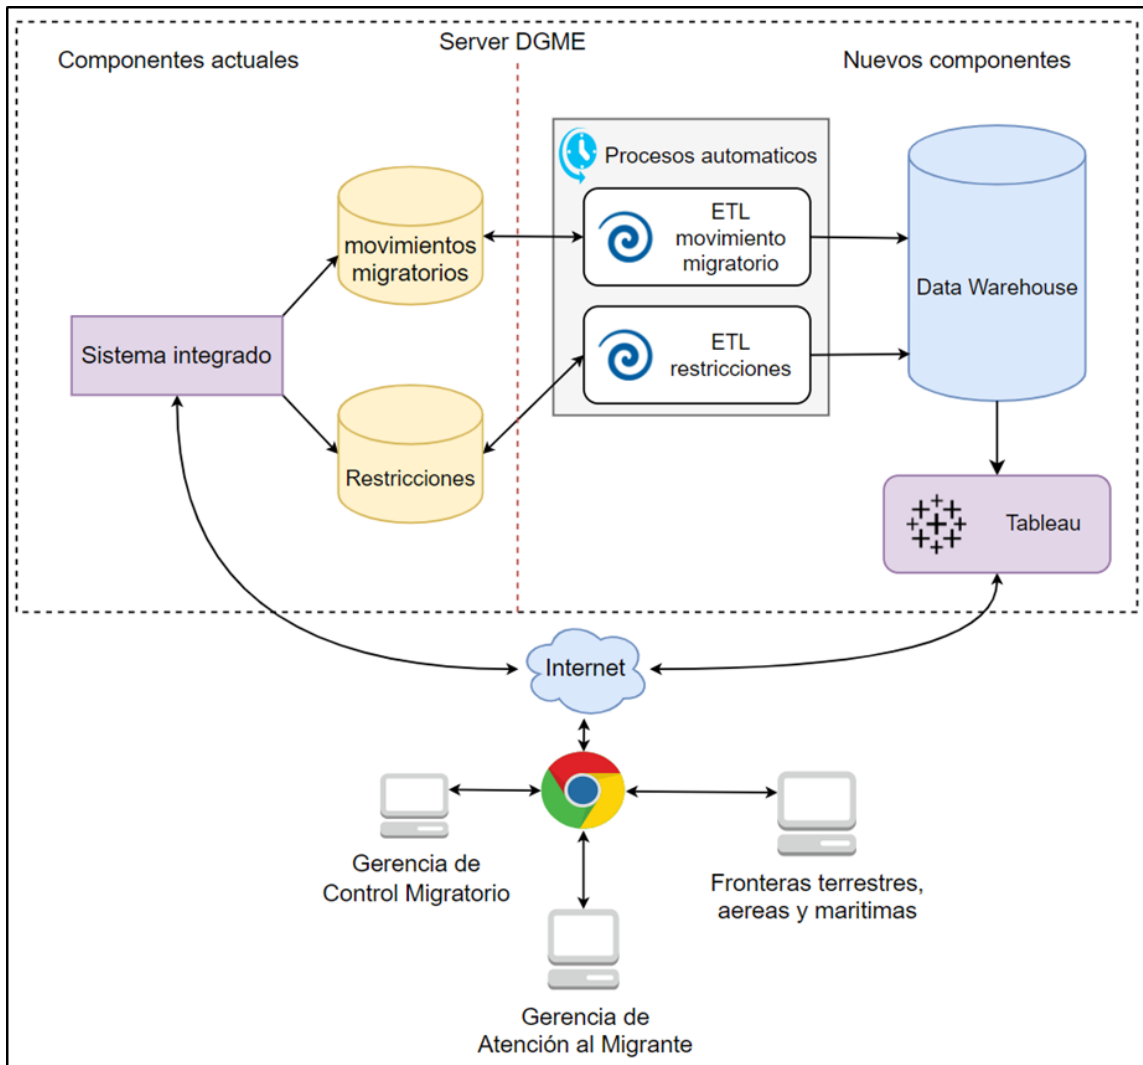 Server DGME
Componentes actuales
Nuevos componentes
Procesos automaticos
movimientos
migratorios
ETL
movimiento
migratorio
Data Warehouse
Sistema integrado
ETL
restricciones
Restricciones
Tableau
Internet
Gerencia de
Control Migratorio
Fronteras terrestres,
aereas y maritimas
Gerencia de
Atención al Migrante